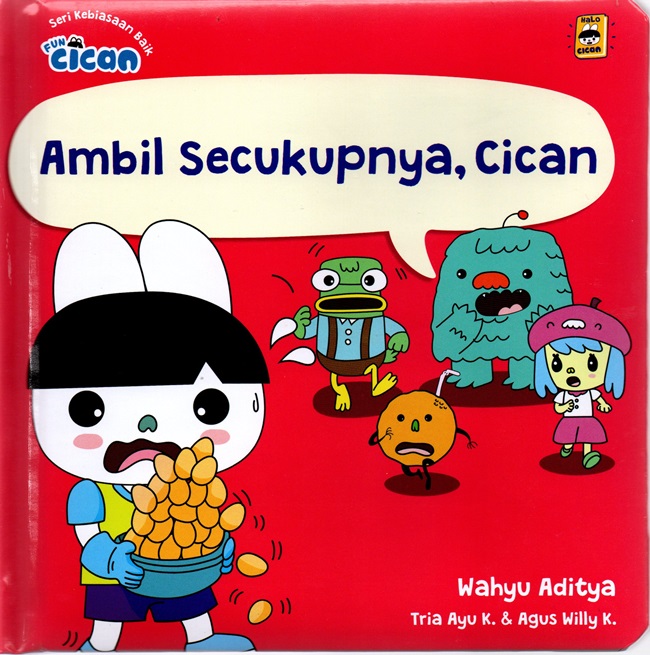 Seri Kebiasaan Baik
FUN
cican
HaLo
cican
Ambil Secukupnya, Cican
Wahyu Aditya
Tria Ayu K. & Agus Willy K.